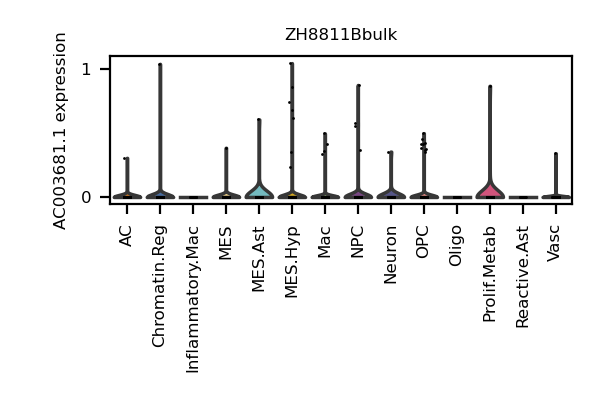 ZH8811Bbulk
AC003681.1 expression
1
0
AC
Chromatin.Reg
Inflammatory.Mac
MES
MES.Ast
MES.Hyp
Mac
NPC
Neuron
OPC
Oligo
Prolif.Metab
Reactive.Ast
Vasc